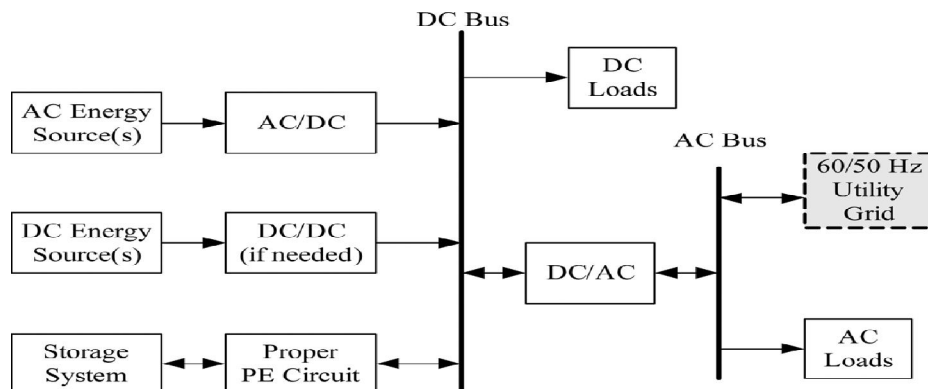 DC Bus
DC
Loads
AC Energy
Source(s)
AC/DC
AC Bus
60/50 Hz
Utility
Grid
DC Energy
Source(s)
DC/DC
(if needed)
DC/AC
Storage
System
Proper
PE Circuit
AC
Loads